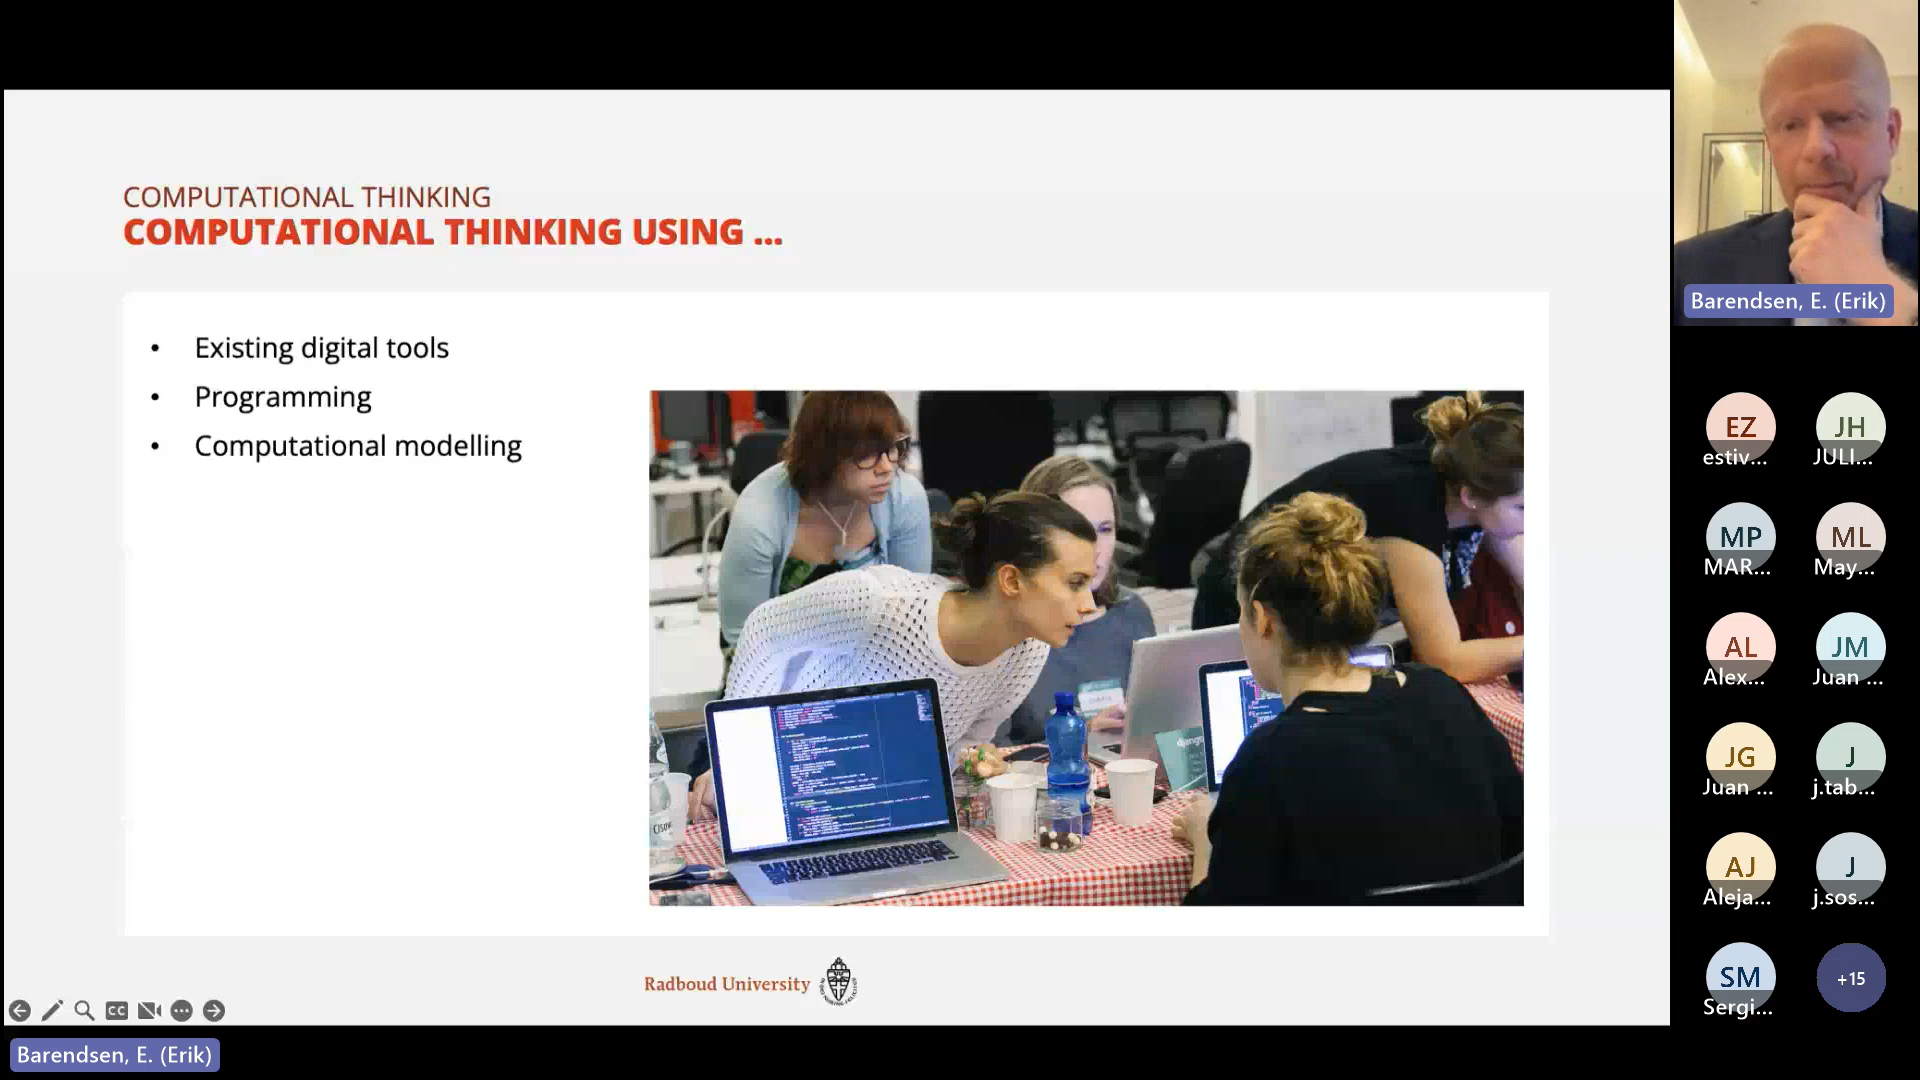 COMPUTATIONAL THINKING
COMPUTATIONAL THINKING USING ...
• Existing digital tools
• Programming
• Computational modelling
django
Radboud University
CC
Barendsen, E. (Erik)
Barendsen, E. (Erik)
EZ
estiv...
JH
JULI...
MP
MAR...
ML
May...
AL
Alex...
JM
Juan ...
JG
Juan ...
J
j.tab...
AJ
Aleja...
J
j.sos...
SM
Sergi...
+15